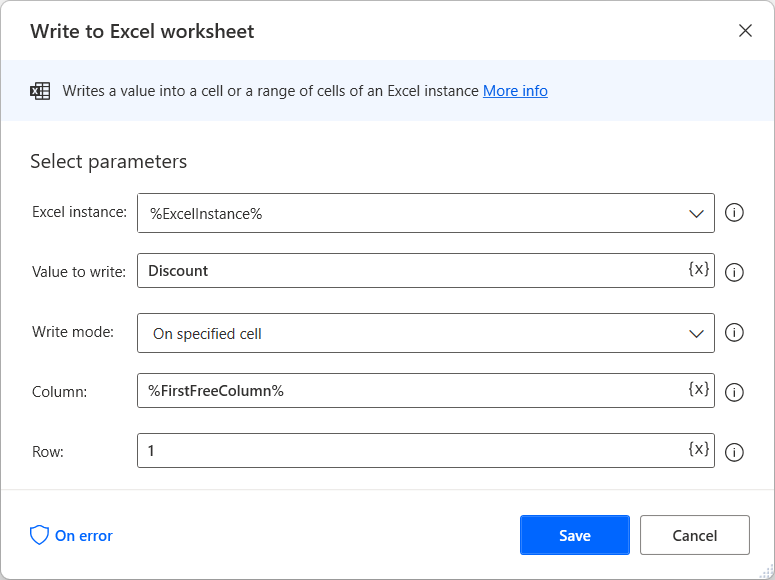 Write to Excel worksheet
Writes a value into a cell or a range of cells of an Excel instance More info
Select parameters
Excel instance: %ExcelInstance%
Value to write: Discount {x}
Write mode: On specified cell
Column: %FirstFreeColumn% {x}
Row: 1 {x}
On error Save Cancel